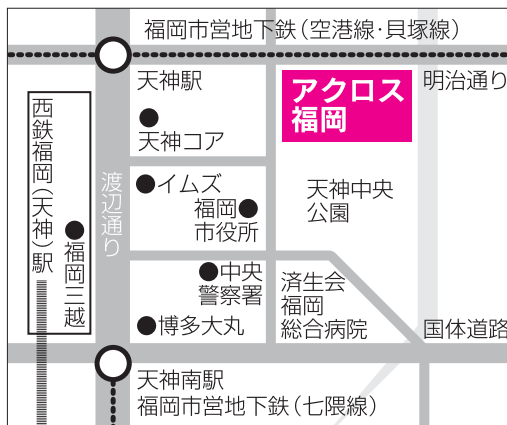 福岡市営地下鉄（空港線・貝塚線）
天神駅
アクロス
福岡
明治通り
天神コア
西鉄福岡（天神）駅
福岡三越
渡辺通り
イムズ
福岡
市役所
天神中央
公園
中央
警察署
博多大丸
済生会
福岡
総合病院
国体道路
天神南駅
福岡市営地下鉄（七隈線）